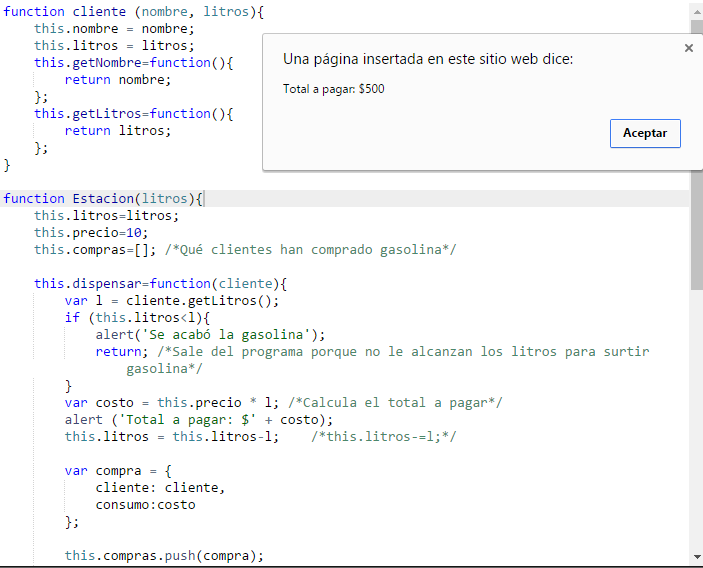 function cliente (nombre, litros){
    this.nombre = nombre;
    this.litros = litros;
    this.getNombre=function(){
        return nombre;
    };
    this.getLitros=function(){
        return litros;
    };
}
Una página insertada en este sitio web dice:
Total a pagar: $500
Aceptar
function Estacion(litros){
    this.litros=litros;
    this.precio=10;
    this.compras=[]; /*Qué clientes han comprado gasolina*/
    this.dispensar=function(cliente){
        var l = cliente.getLitros();
        if (this.litros<l){
            alert('Se acabó la gasolina');
            return; /*Sale del programa porque no le alcanzan los litros para surtir
                gasolina*/
        }
        var costo = this.precio * l; /*Calcula el total a pagar*/
        alert ('Total a pagar: $' + costo);
        this.litros = this.litros-l;    /*this.litros-=l;*/
        var compra = {
            cliente: cliente,
            consumo:costo
        };
        this.compras.push(compra);